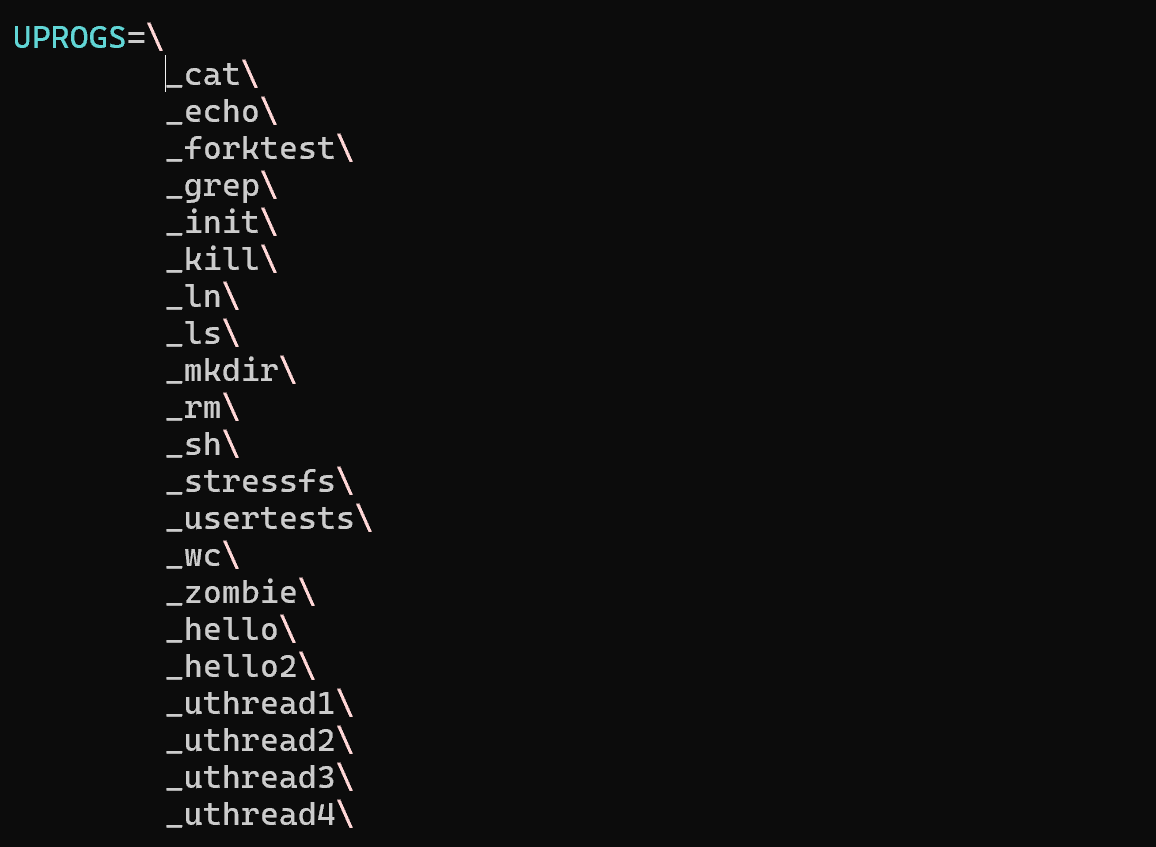 UPROGS=\
_cat\
_echo\
_forktest\
_grep\
_init\
_kill\
_ln\
_ls\
_mkdir\
_rm\
_sh\
_stressfs\
_usertests\
_wc\
_zombie\
_hello\
_hello2\
_uthread1\
_uthread2\
_uthread3\
_uthread4\